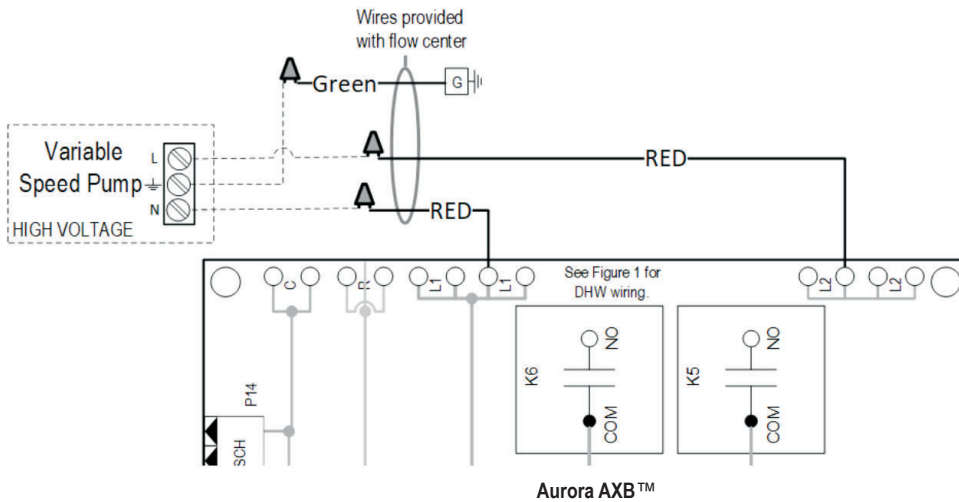 Wires provided
with flow center
Green
G
Variable
Speed Pump
L
N
HIGH VOLTAGE
RED
RED
C
R
L1
L1
See Figure 1 for
DHW wiring.
L2
L2
K6
NO
COM
K5
NO
COM
P14
SCH
Aurora AXB™